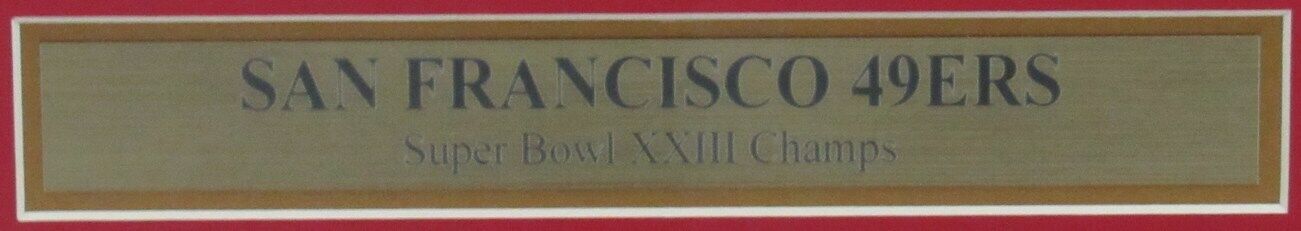 SAN FRANCISCO 49ERS
Super Bowl XXIII Champs